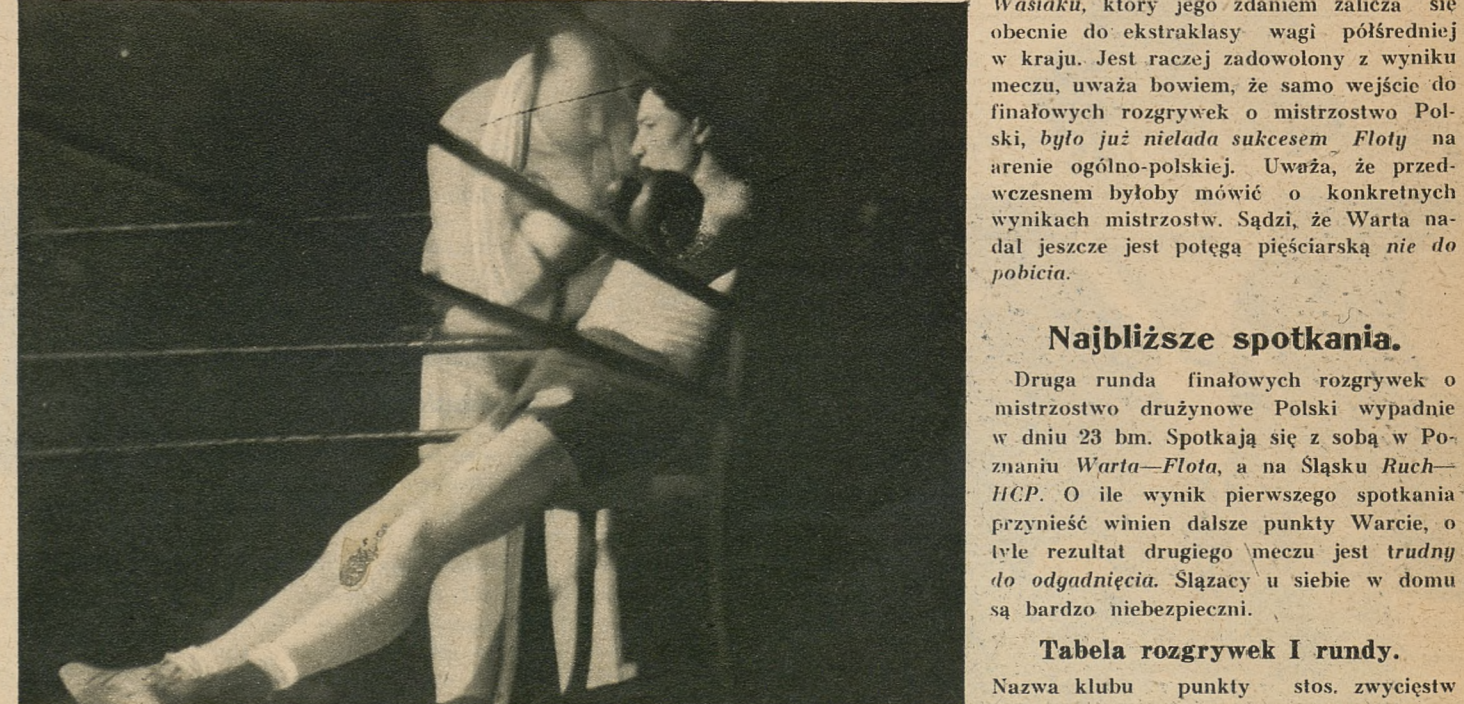 Wasiaku, który jego zdaniem zalicza się
obecnie do ekstraklasy wagi półśredniej
w kraju. Jest raczej zadowolony z wyniku
meczu, uważa bowiem, że samo wejście do
finałowych rozgrywek o mistrzostwo Pol-
ski, było już nielada sukcesem Floty na
arenie ogólno-polskiej. Uważa, że przed-
wczesnem byłoby mówić o konkretnych
wynikach mistrzostw. Sądzi, że Warta na-
dal jeszcze jest potęgą pięściarską nie do
pobicia.
Najbliższe spotkania.
Druga runda finałowych rozgrywek o
mistrzostwo drużynowe Polski wypadnie
w dniu 23 bm. Spotkają się z sobą w Po-
znaniu Warta—Flota, a na Śląsku Ruch—
HCP. O ile wynik pierwszego spotkania
przynieść winien dalsze punkty Warcie, o
tyle rezultat drugiego meczu jest trudny
do odgadnięcia. Ślązacy u siebie w domu
są bardzo niebezpieczni.
Tabela rozgrywek I rundy.
Nazwa klubu punkty stos. zwycięstw